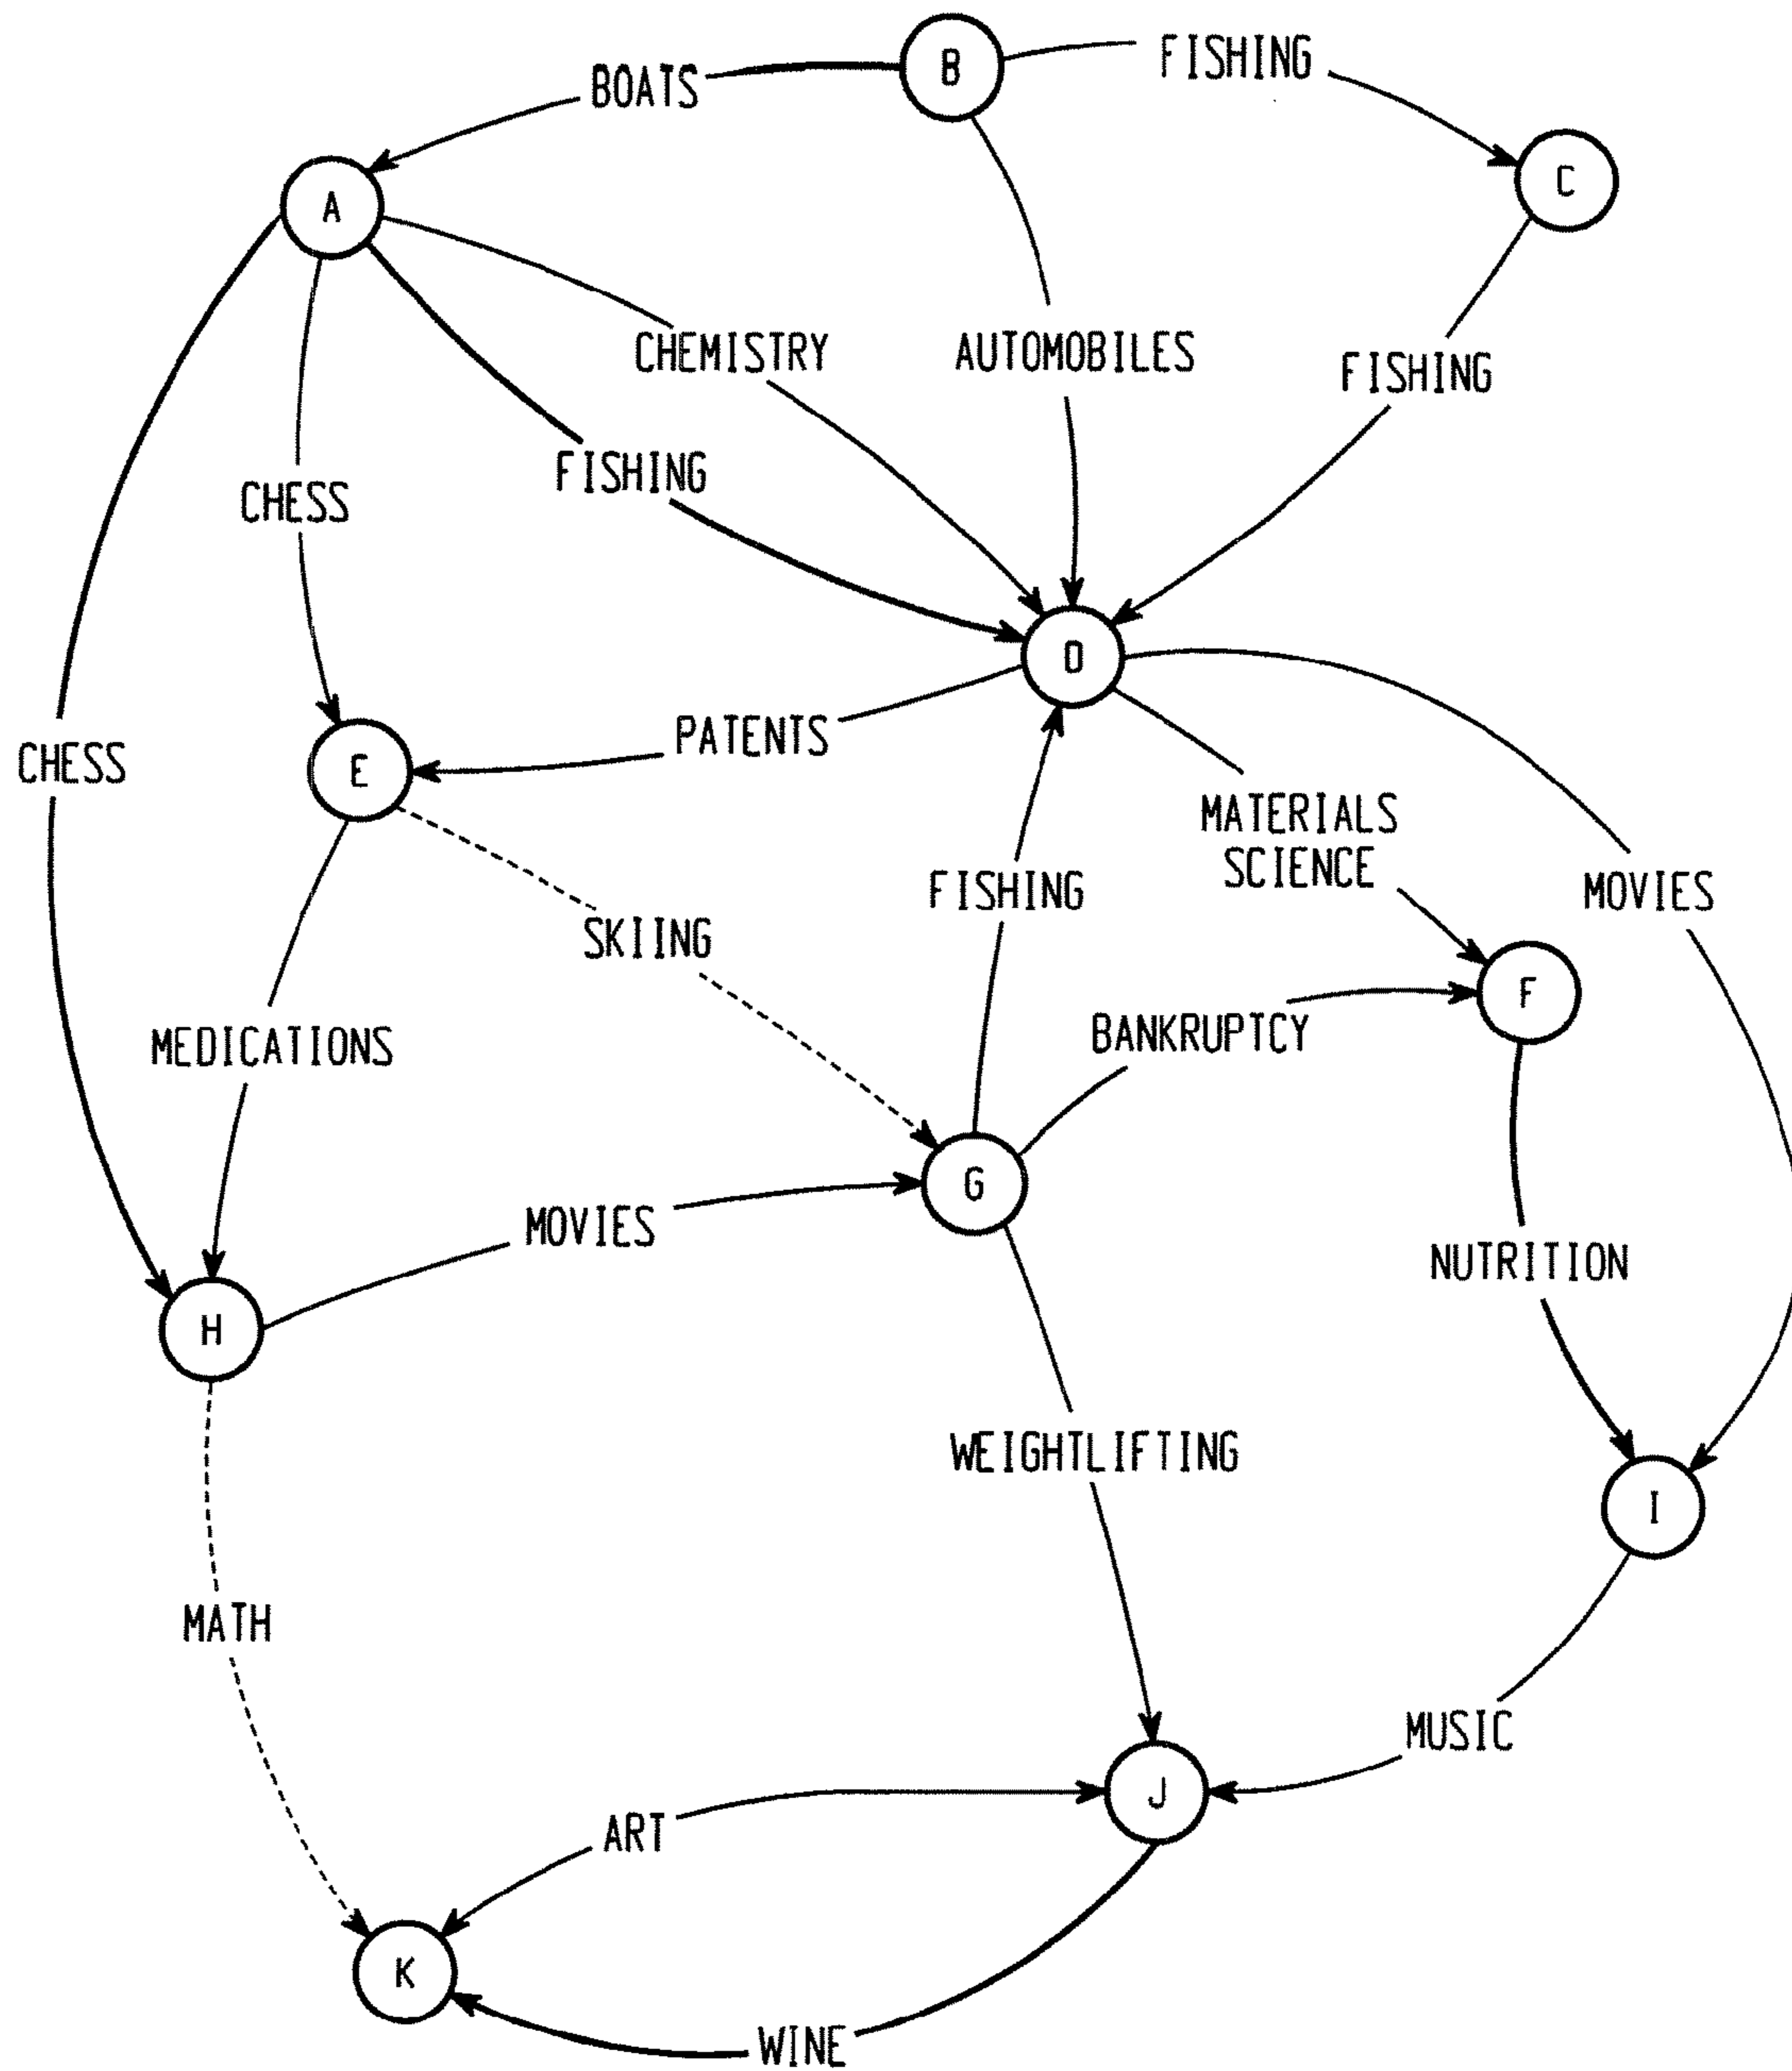 B
FISHING
BOATS
C
A
CHEMISTRY
AUTOMOBILES
FISHING
FISHING
CHESS
D
PATENTS
CHESS
E
MATERIALS
SCIENCE
FISHING
MOVIES
SKIING
F
BANKRUPTCY
MEDICATIONS
G
MOVIES
NUTRITION
H
WEIGHTLIFTING
I
MATH
MUSIC
J
ART
K
WINE